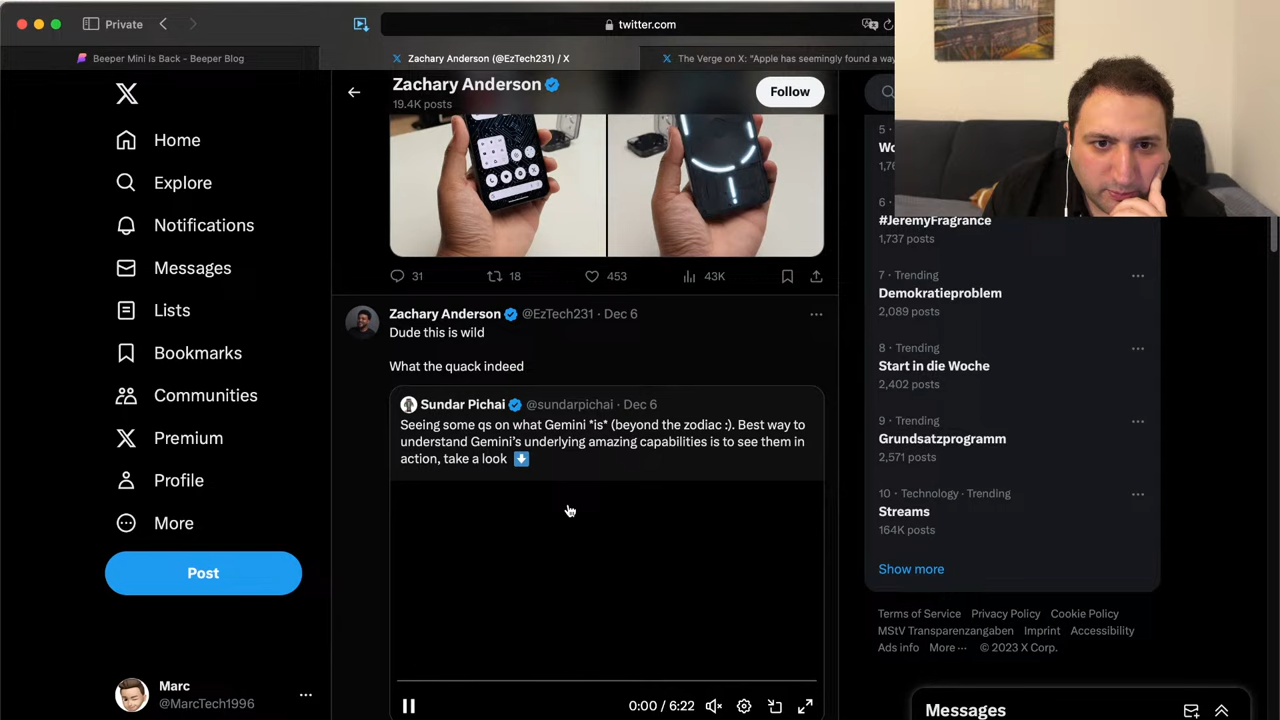 Private
twitter.com
Beeper Mini Is Back - Beeper Blog
Zachary Anderson (@EzTech231) / X
The Verge on X: "Apple has seemingly found a way
Home
Explore
Notifications
Messages
Lists
Bookmarks
Communities
Premium
Profile
More
Post
Marc
@MarcTech1996
Zachary Anderson
19.4K posts
Follow
31
18
453
43K
Zachary Anderson @EzTech231 · Dec 6
Dude this is wild
What the quack indeed
Sundar Pichai @sundarpichai · Dec 6
Seeing some qs on what Gemini *is* (beyond the zodiac :). Best way to
understand Gemini's underlying amazing capabilities is to see them in
action, take a look
0:00 / 6:22
5 ·
Wo
1,76
6 ·
#JeremyFragrance
1,737 posts
7 · Trending
Demokratieproblem
2,089 posts
8 · Trending
Start in die Woche
2,402 posts
9 · Trending
Grundsatzprogramm
2,571 posts
10 · Technology · Trending
Streams
164K posts
Show more
Terms of Service Privacy Policy Cookie Policy
MStV Transparenzangaben Imprint Accessibility
Ads info More ··· © 2023 X Corp.
Messages